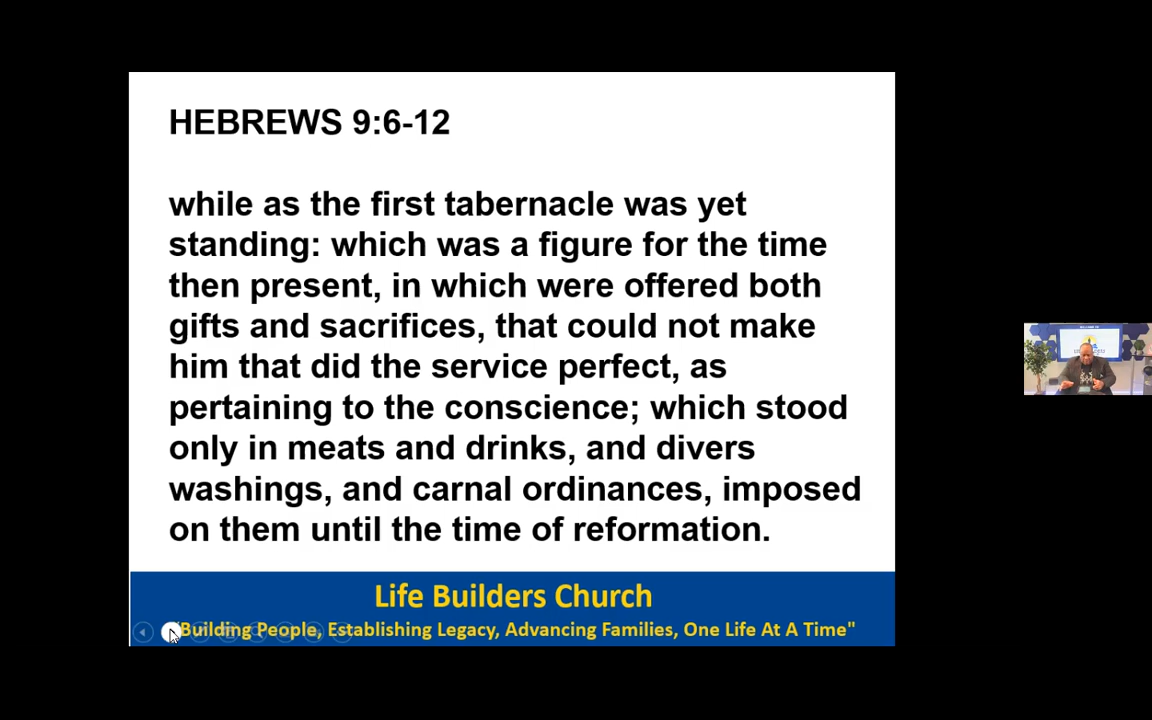 HEBREWS 9:6-12
while as the first tabernacle was yet
standing: which was a figure for the time
then present, in which were offered both
gifts and sacrifices, that could not make
him that did the service perfect, as
pertaining to the conscience; which stood
only in meats and drinks, and divers
washings, and carnal ordinances, imposed
on them until the time of reformation.
Life Builders Church
"Building People, Establishing Legacy, Advancing Families, One Life At A Time"